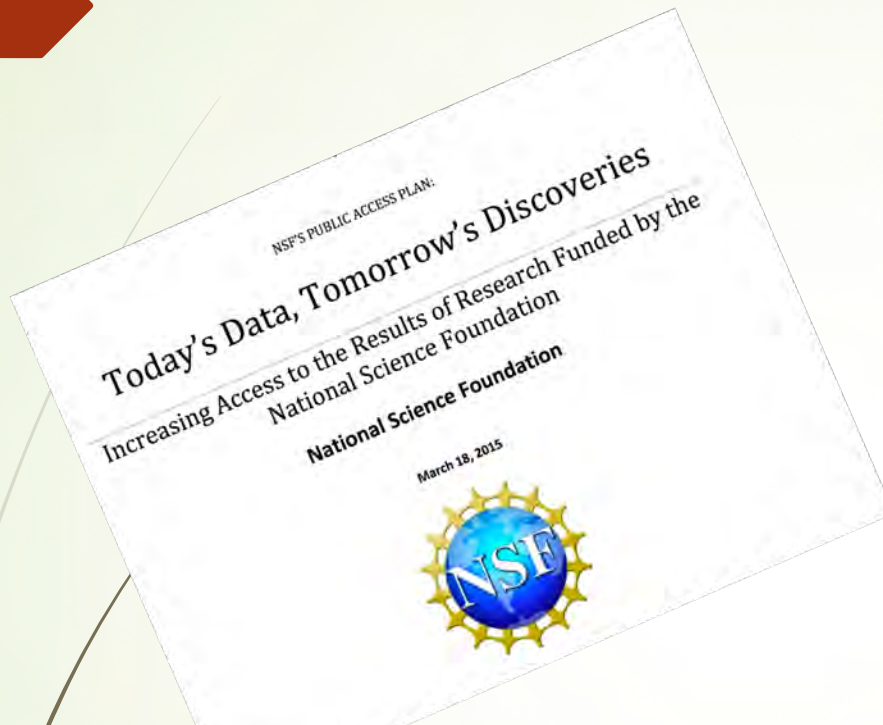 NSF'S PUBLIC ACCESS PLAN:
Today's Data, Tomorrow's Discoveries
Increasing Access to the Results of Research Funded by the
National Science Foundation
National Science Foundation
March 18, 2015
NSF